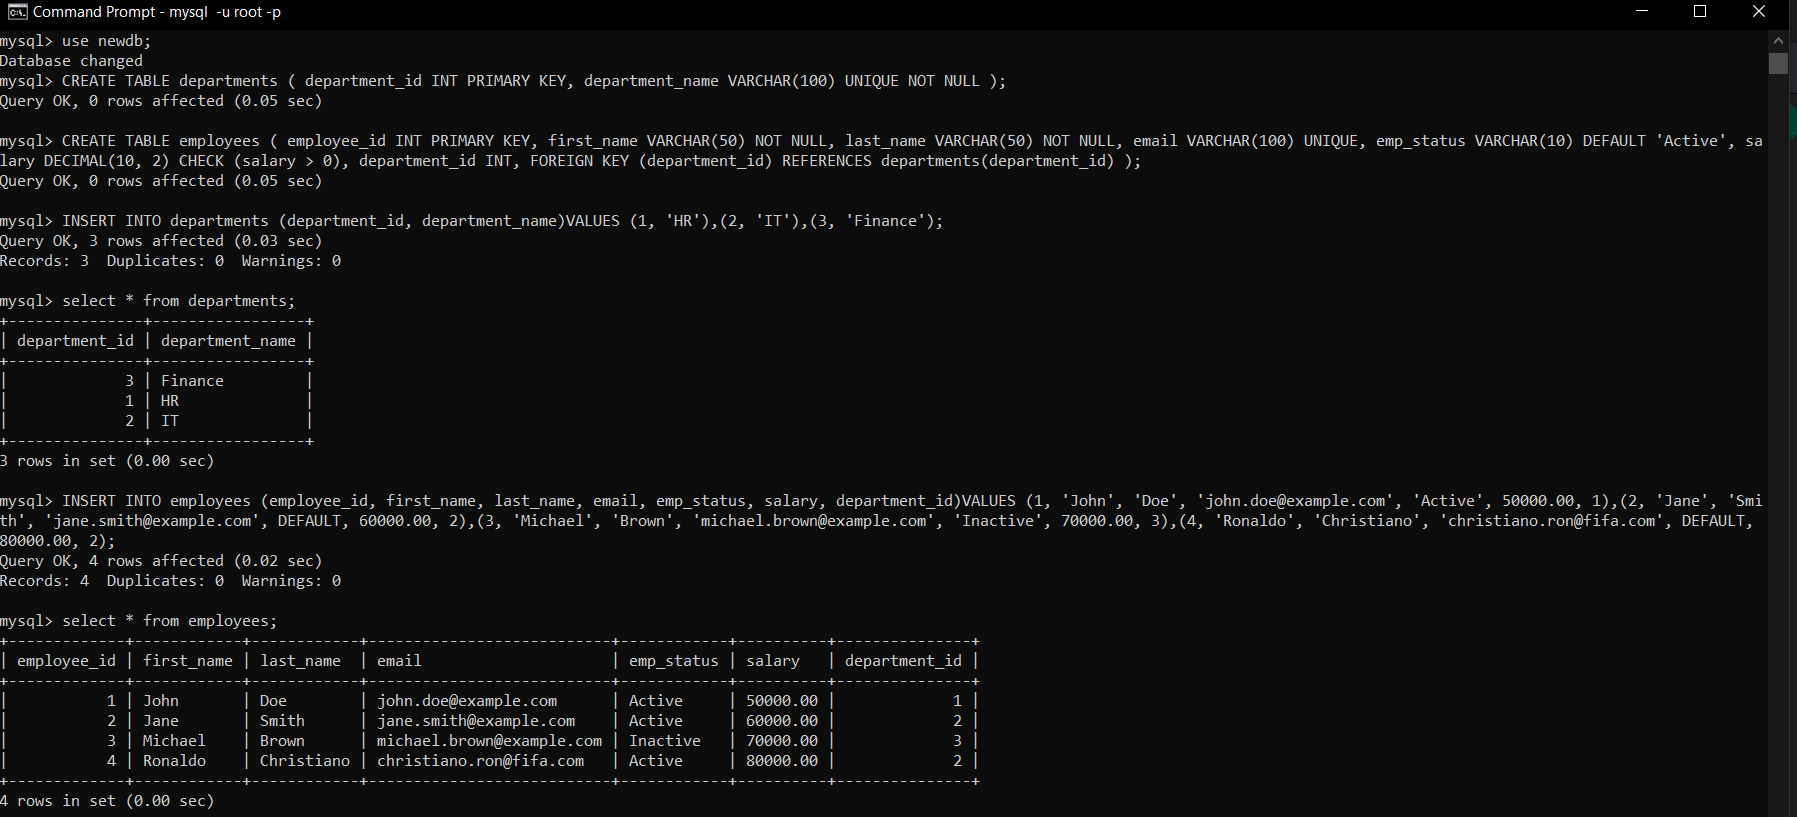 Command Prompt - mysql  -u root -p
mysql> use newdb;
Database changed
mysql> CREATE TABLE departments ( department_id INT PRIMARY KEY, department_name VARCHAR(100) UNIQUE NOT NULL );
Query OK, 0 rows affected (0.05 sec)

mysql> CREATE TABLE employees ( employee_id INT PRIMARY KEY, first_name VARCHAR(50) NOT NULL, last_name VARCHAR(50) NOT NULL, email VARCHAR(100) UNIQUE, emp_status VARCHAR(10) DEFAULT 'Active', sa
lary DECIMAL(10, 2) CHECK (salary > 0), department_id INT, FOREIGN KEY (department_id) REFERENCES departments(department_id) );
Query OK, 0 rows affected (0.05 sec)

mysql> INSERT INTO departments (department_id, department_name)VALUES (1, 'HR'),(2, 'IT'),(3, 'Finance');
Query OK, 3 rows affected (0.03 sec)
Records: 3  Duplicates: 0  Warnings: 0

mysql> select * from departments;
+---------------+-----------------+
| department_id | department_name |
+---------------+-----------------+
|             3 | Finance         |
|             1 | HR              |
|             2 | IT              |
+---------------+-----------------+
3 rows in set (0.00 sec)

mysql> INSERT INTO employees (employee_id, first_name, last_name, email, emp_status, salary, department_id)VALUES (1, 'John', 'Doe', 'john.doe@example.com', 'Active', 50000.00, 1),(2, 'Jane', 'Smi
th', 'jane.smith@example.com', DEFAULT, 60000.00, 2),(3, 'Michael', 'Brown', 'michael.brown@example.com', 'Inactive', 70000.00, 3),(4, 'Ronaldo', 'Christiano', 'christiano.ron@fifa.com', DEFAULT,
80000.00, 2);
Query OK, 4 rows affected (0.02 sec)
Records: 4  Duplicates: 0  Warnings: 0

mysql> select * from employees;
+-------------+------------+------------+---------------------------+------------+----------+---------------+
| employee_id | first_name | last_name  | email                     | emp_status | salary   | department_id |
+-------------+------------+------------+---------------------------+------------+----------+---------------+
|           1 | John       | Doe        | john.doe@example.com      | Active     | 50000.00 |             1 |
|           2 | Jane       | Smith      | jane.smith@example.com    | Active     | 60000.00 |             2 |
|           3 | Michael    | Brown      | michael.brown@example.com | Inactive   | 70000.00 |             3 |
|           4 | Ronaldo    | Christiano | christiano.ron@fifa.com   | Active     | 80000.00 |             2 |
+-------------+------------+------------+---------------------------+------------+----------+---------------+
4 rows in set (0.00 sec)